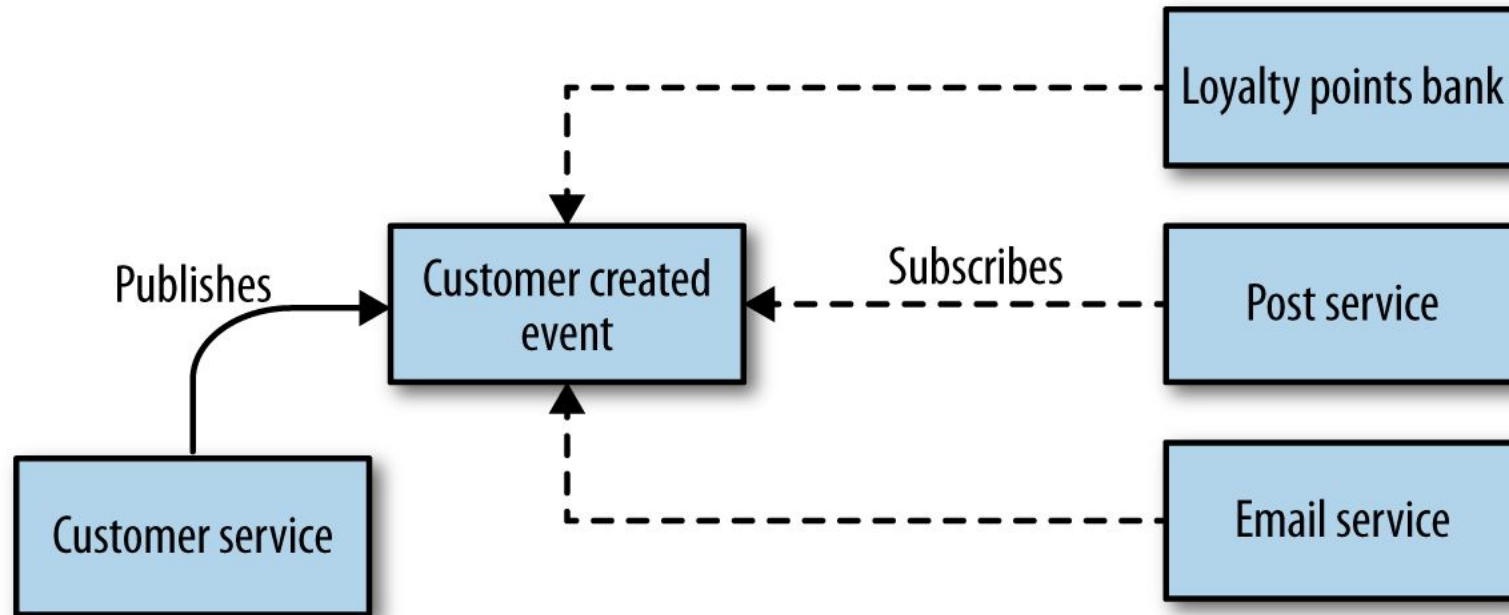 Loyalty points bank
Publishes
Customer created
event
Subscribes
Post service
Customer service
Email service